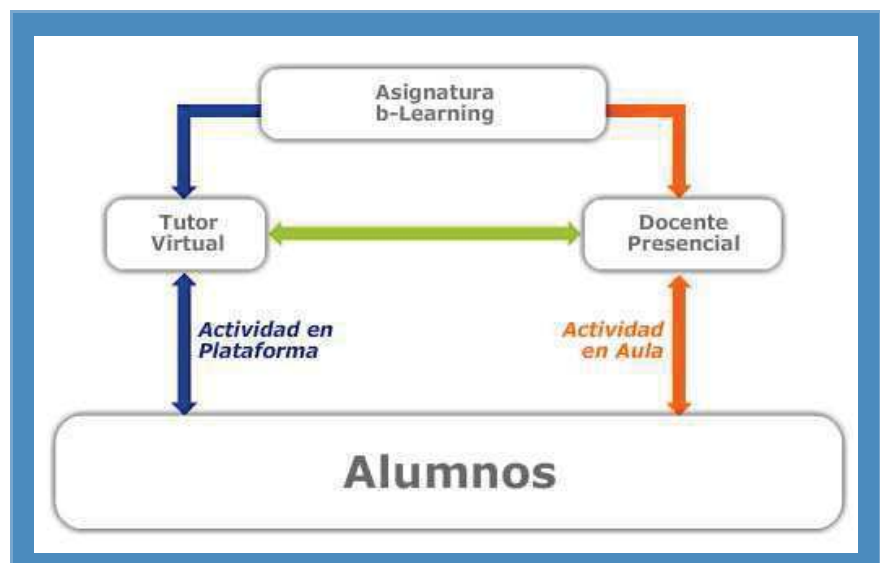 Asignatura
b-Learning
Tutor
Virtual
Docente
Presencial
Actividad en
Plataforma
Actividad
en Aula
Alumnos